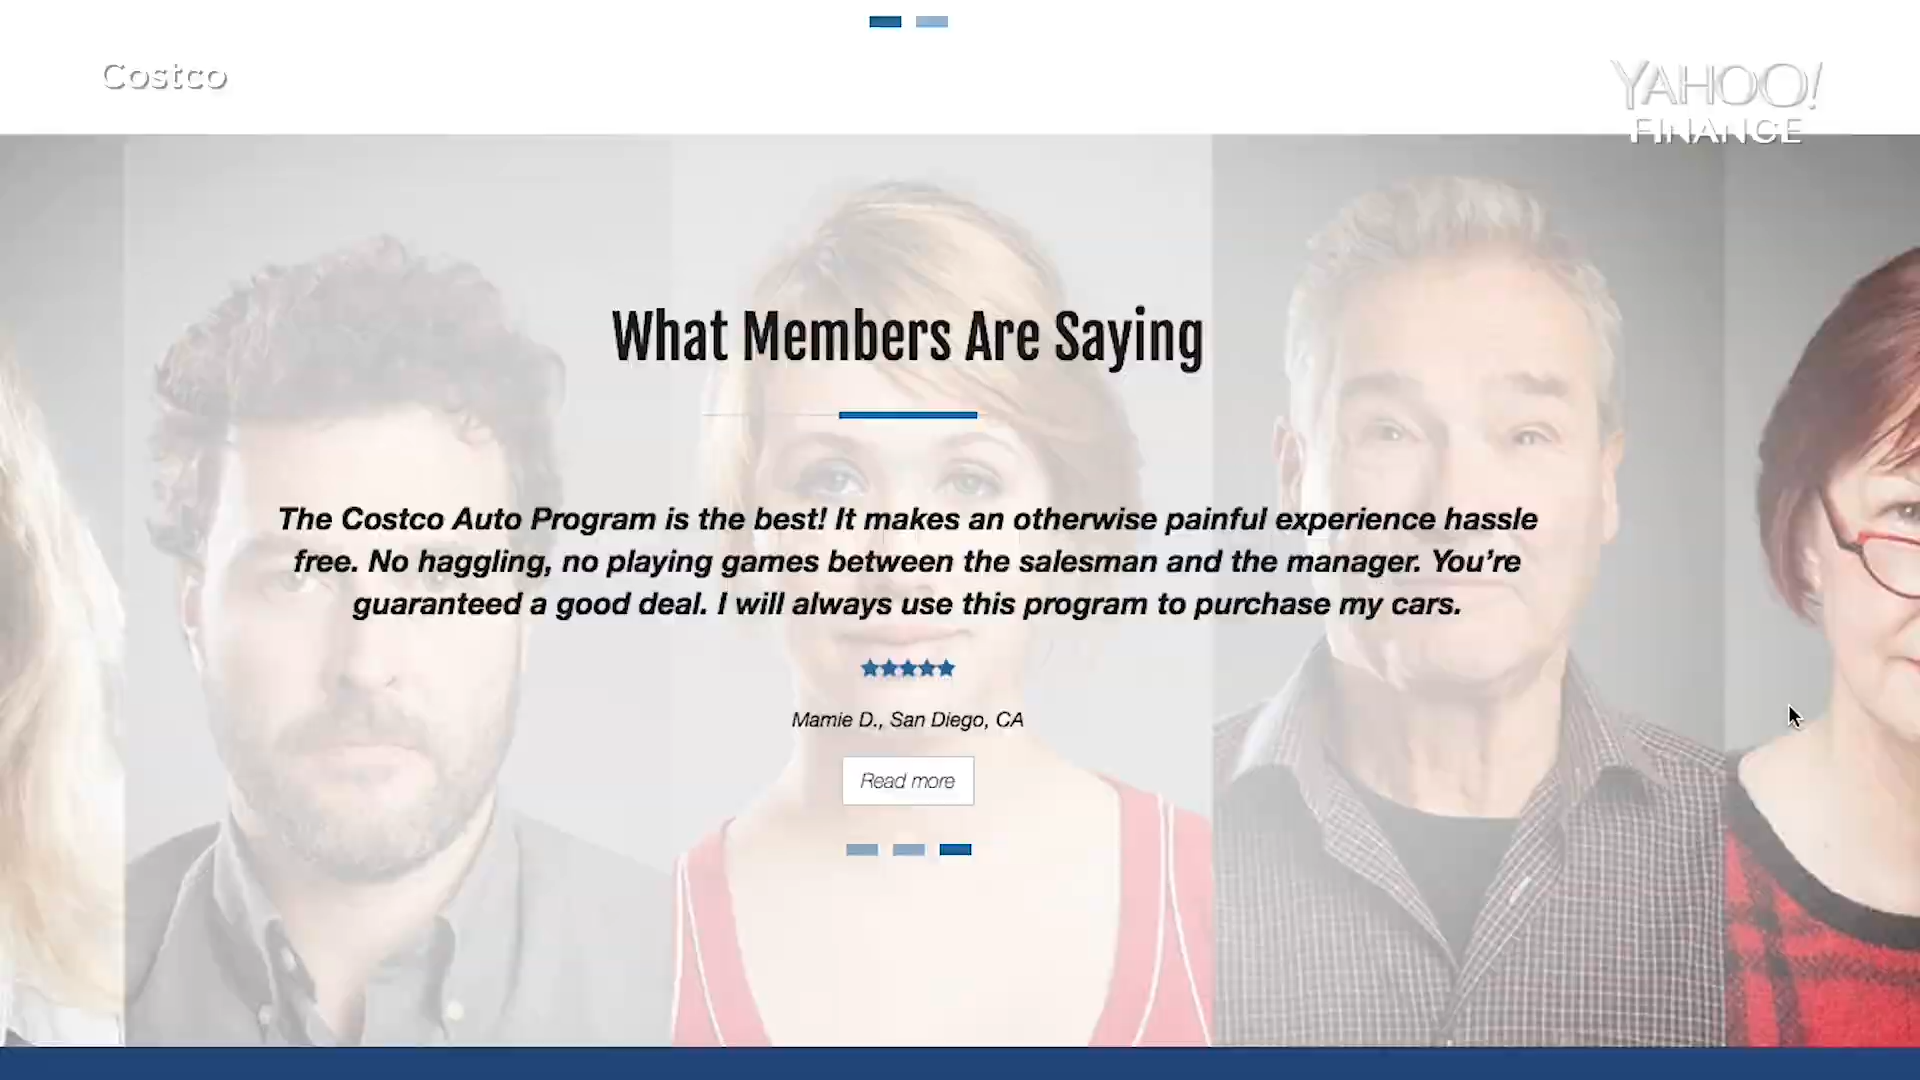 Costco
YAHOO!
FINANCE
What Members Are Saying
The Costco Auto Program is the best! It makes an otherwise painful experience hassle
free. No haggling, no playing games between the salesman and the manager. You’re
guaranteed a good deal. I will always use this program to purchase my cars.
Mamie D., San Diego, CA
Read more